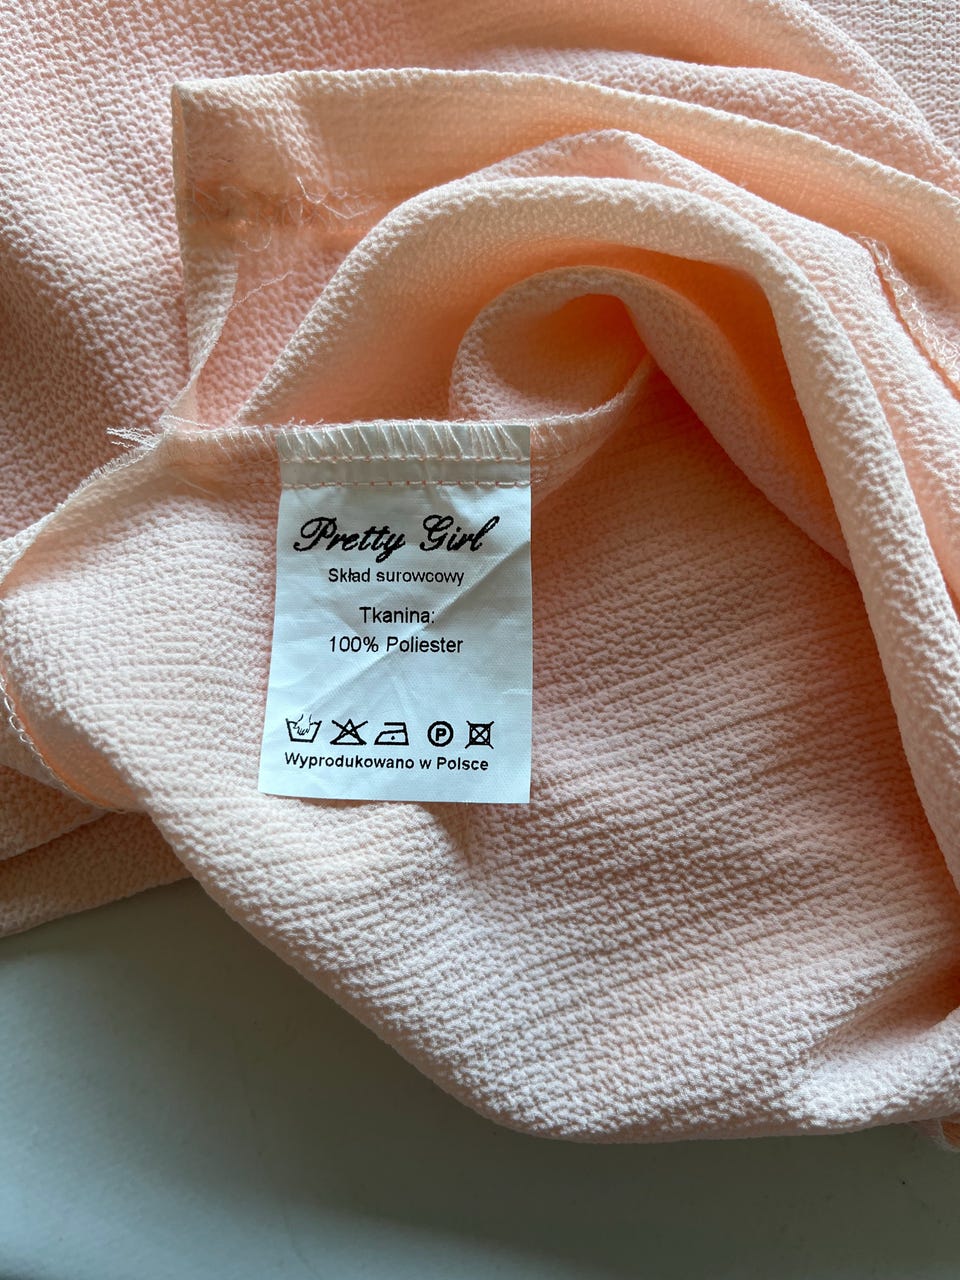 Pretty Girl
Skład surowcowy
Tkanina:
100% Poliester
P
Wyprodukowano w Polsce